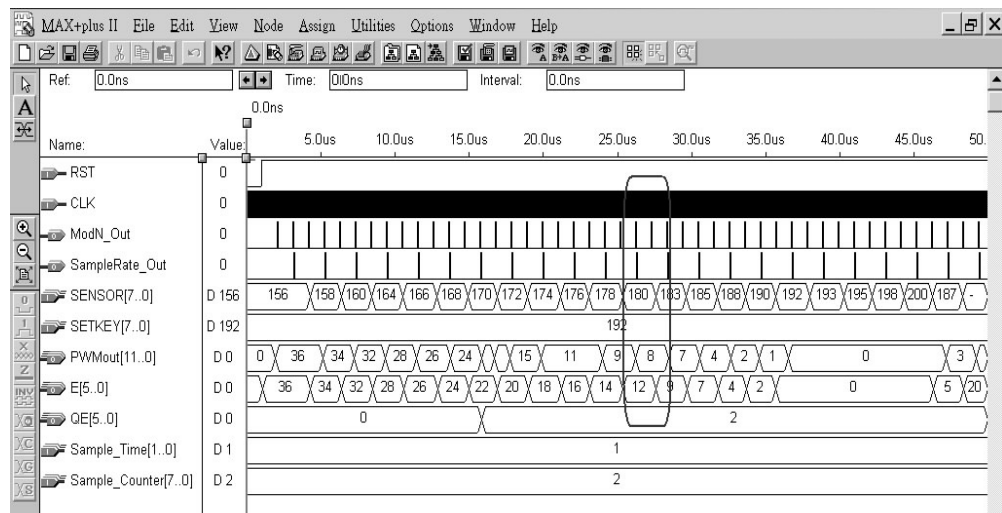 MAX+plus II File Edit View Node Assign Utilities Options Window Help
Ref: 0.0ns Time: 0.0ns Interval: 0.0ns
0.0ns
Name: Value: 5.0us 10.0us 15.0us 20.0us 25.0us 30.0us 35.0us 40.0us 45.0us 50.
RST 0
CLK 0
ModN_Out 0
SampleRate_Out 0
SENSOR[7..0] D 156 156 158 160 164 166 168 170 172 174 176 178 180 183 185 188 190 192 193 195 198 200 187 -
SETKEY[7..0] D 192 192
PWMout[11..0] D 0 0 36 34 32 28 26 24 15 11 9 8 7 4 2 1 0 3
E[5..0] D 0 36 34 32 28 26 24 22 20 18 16 14 12 9 7 4 2 0 5 20
QE[5..0] D 0 0 2
Sample_Time[1..0] D 1 1
Sample_Counter[7..0] D 2 2